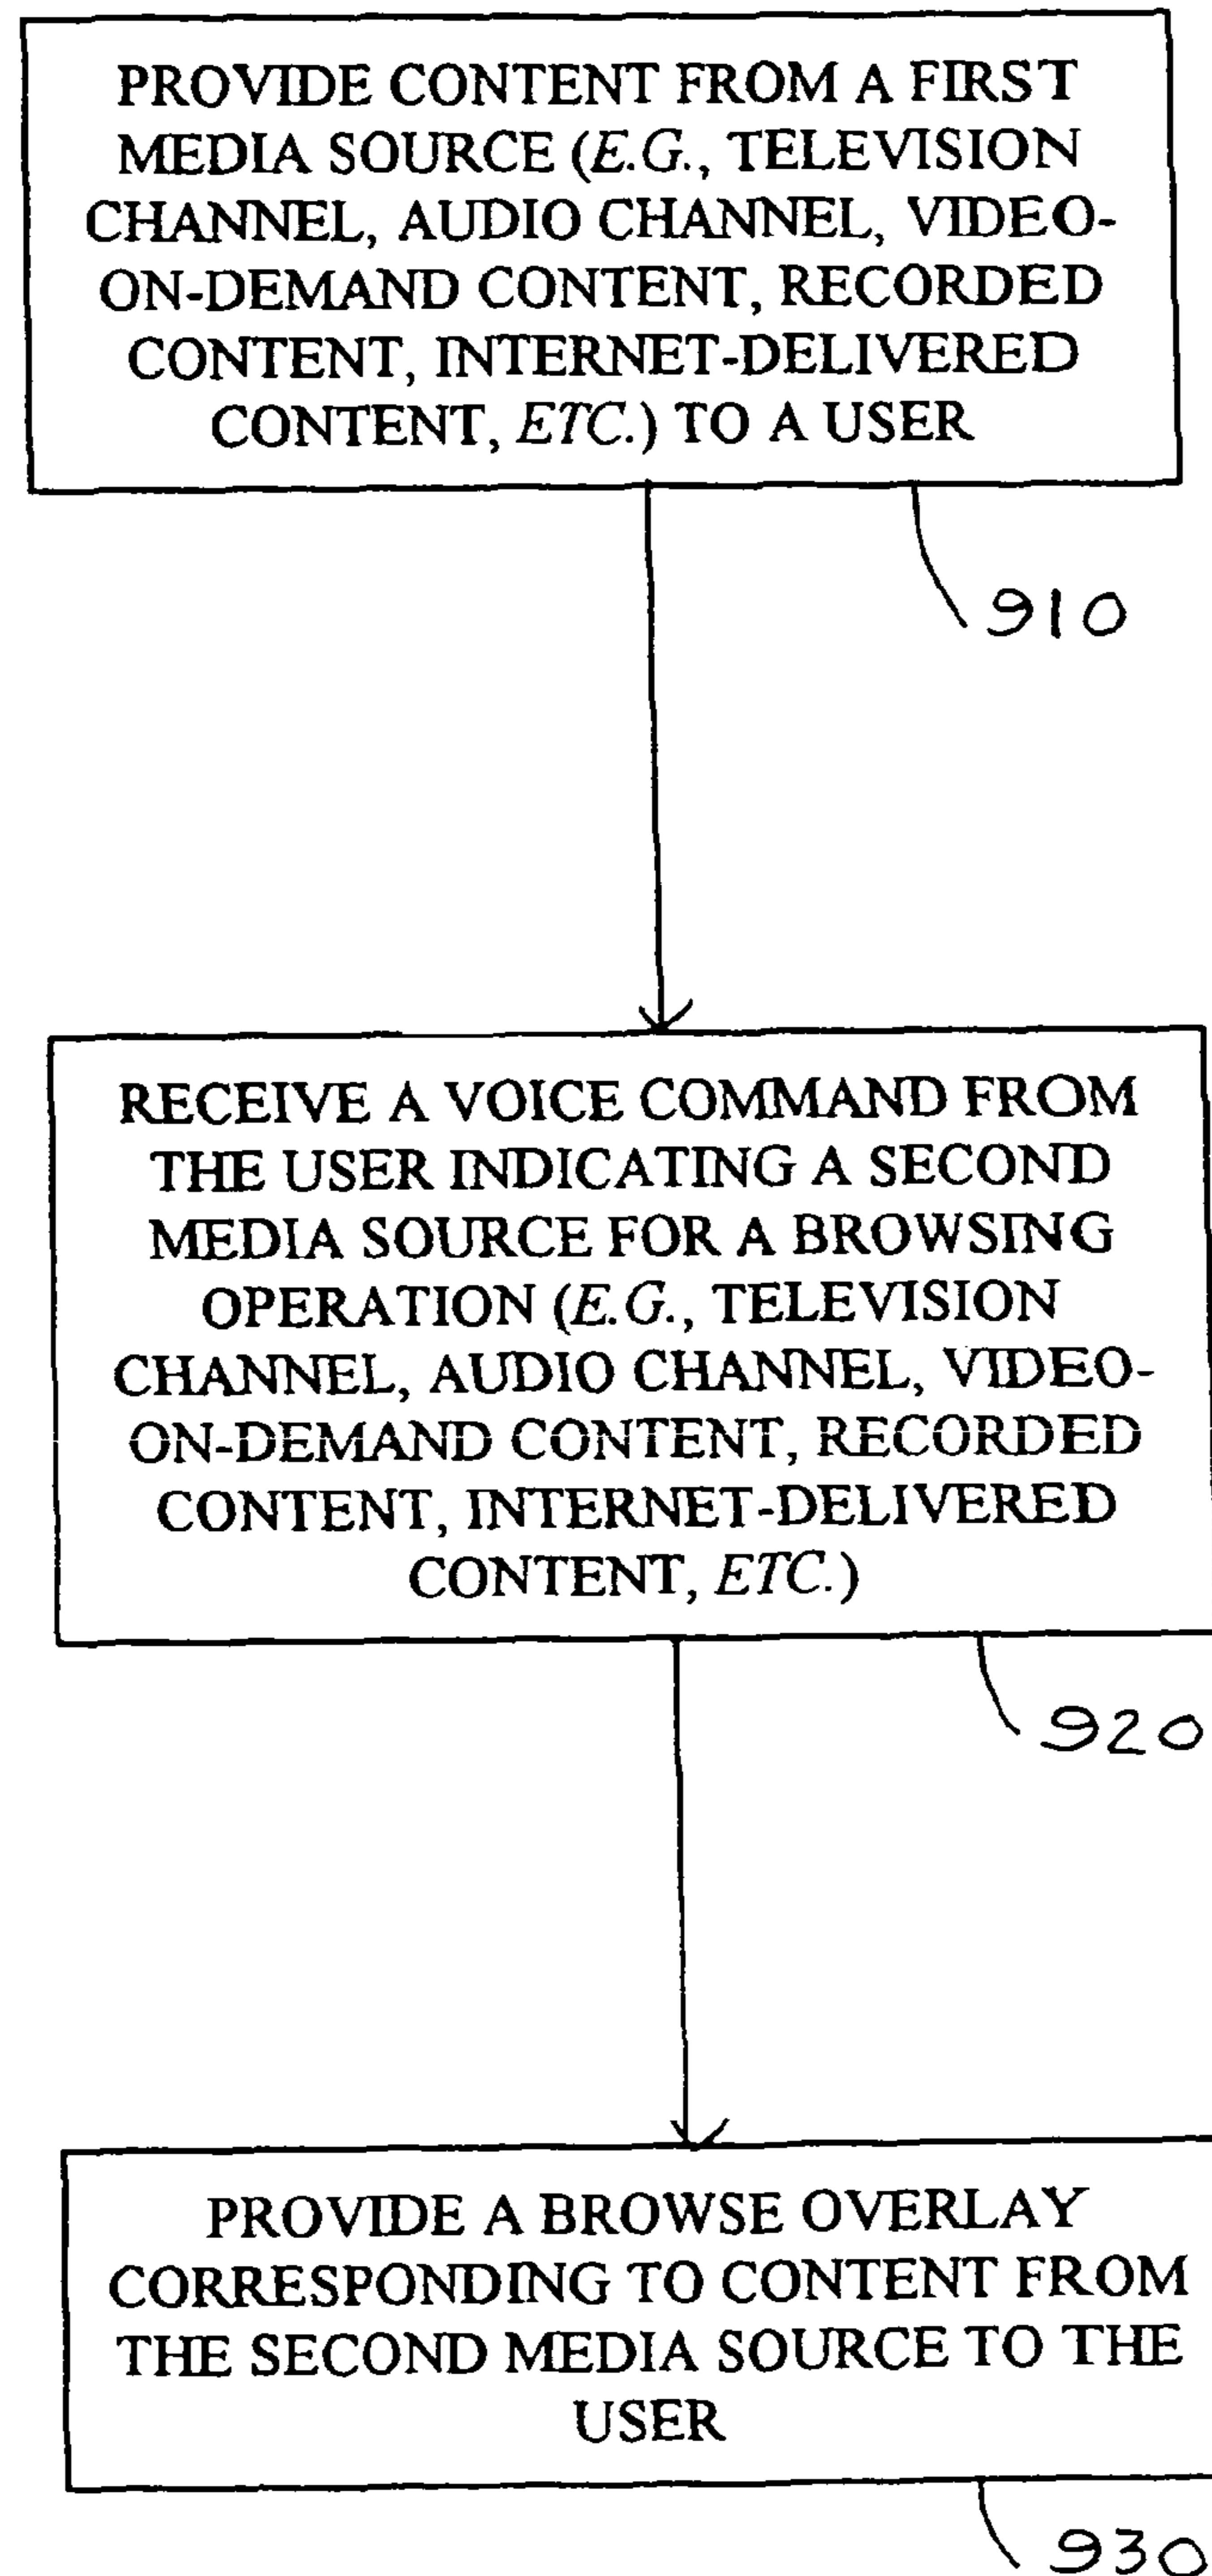 PROVIDE CONTENT FROM A FIRST
MEDIA SOURCE (E.G., TELEVISION
CHANNEL, AUDIO CHANNEL, VIDEO-
ON-DEMAND CONTENT, RECORDED
CONTENT, INTERNET-DELIVERED
CONTENT, ETC.) TO A USER
910
RECEIVE A VOICE COMMAND FROM
THE USER INDICATING A SECOND
MEDIA SOURCE FOR A BROWSING
OPERATION (E.G., TELEVISION
CHANNEL, AUDIO CHANNEL, VIDEO-
ON-DEMAND CONTENT, RECORDED
CONTENT, INTERNET-DELIVERED
CONTENT, ETC.)
920
PROVIDE A BROWSE OVERLAY
CORRESPONDING TO CONTENT FROM
THE SECOND MEDIA SOURCE TO THE
USER
930